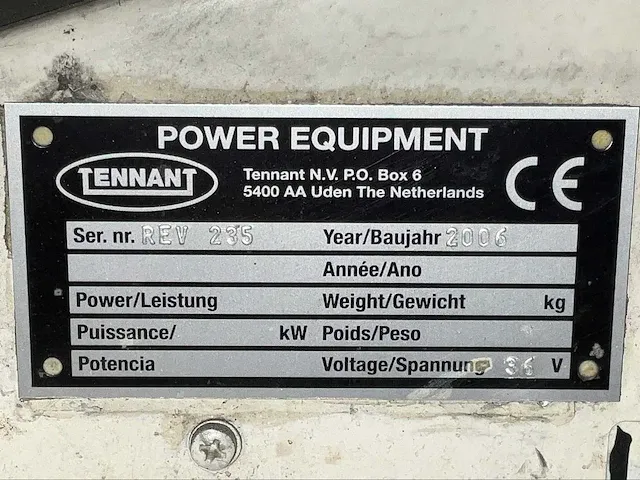 POWER EQUIPMENT
TENNANT
Tennant N.V. P.O. Box 6
5400 AA Uden The Netherlands
CE
Ser. nr. REV 235 Year/Baujahr 2006
Année/Ano
Power/Leistung Weight/Gewicht kg
Puissance/ kW Poids/Peso
Potencia Voltage/Spannung 36 V